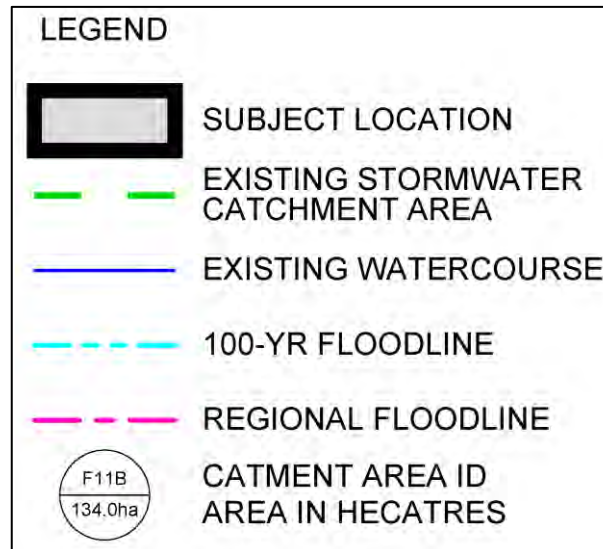 LEGEND
SUBJECT LOCATION
EXISTING STORMWATER
CATCHMENT AREA
EXISTING WATERCOURSE
100-YR FLOODLINE
REGIONAL FLOODLINE
F11B
134.0ha
CATMENT AREA ID
AREA IN HECATRES